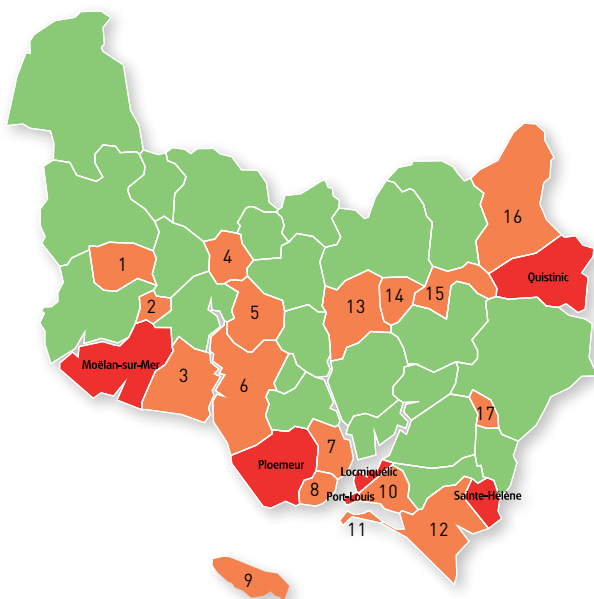 16
4
1
Quistinic
15
14
2
13
5
Moëlan-sur-Mer
3
6
17
7
Ploemeur
Locmiquélic
8
10
Port-Louis
Sainte-Hélène
11
12
9